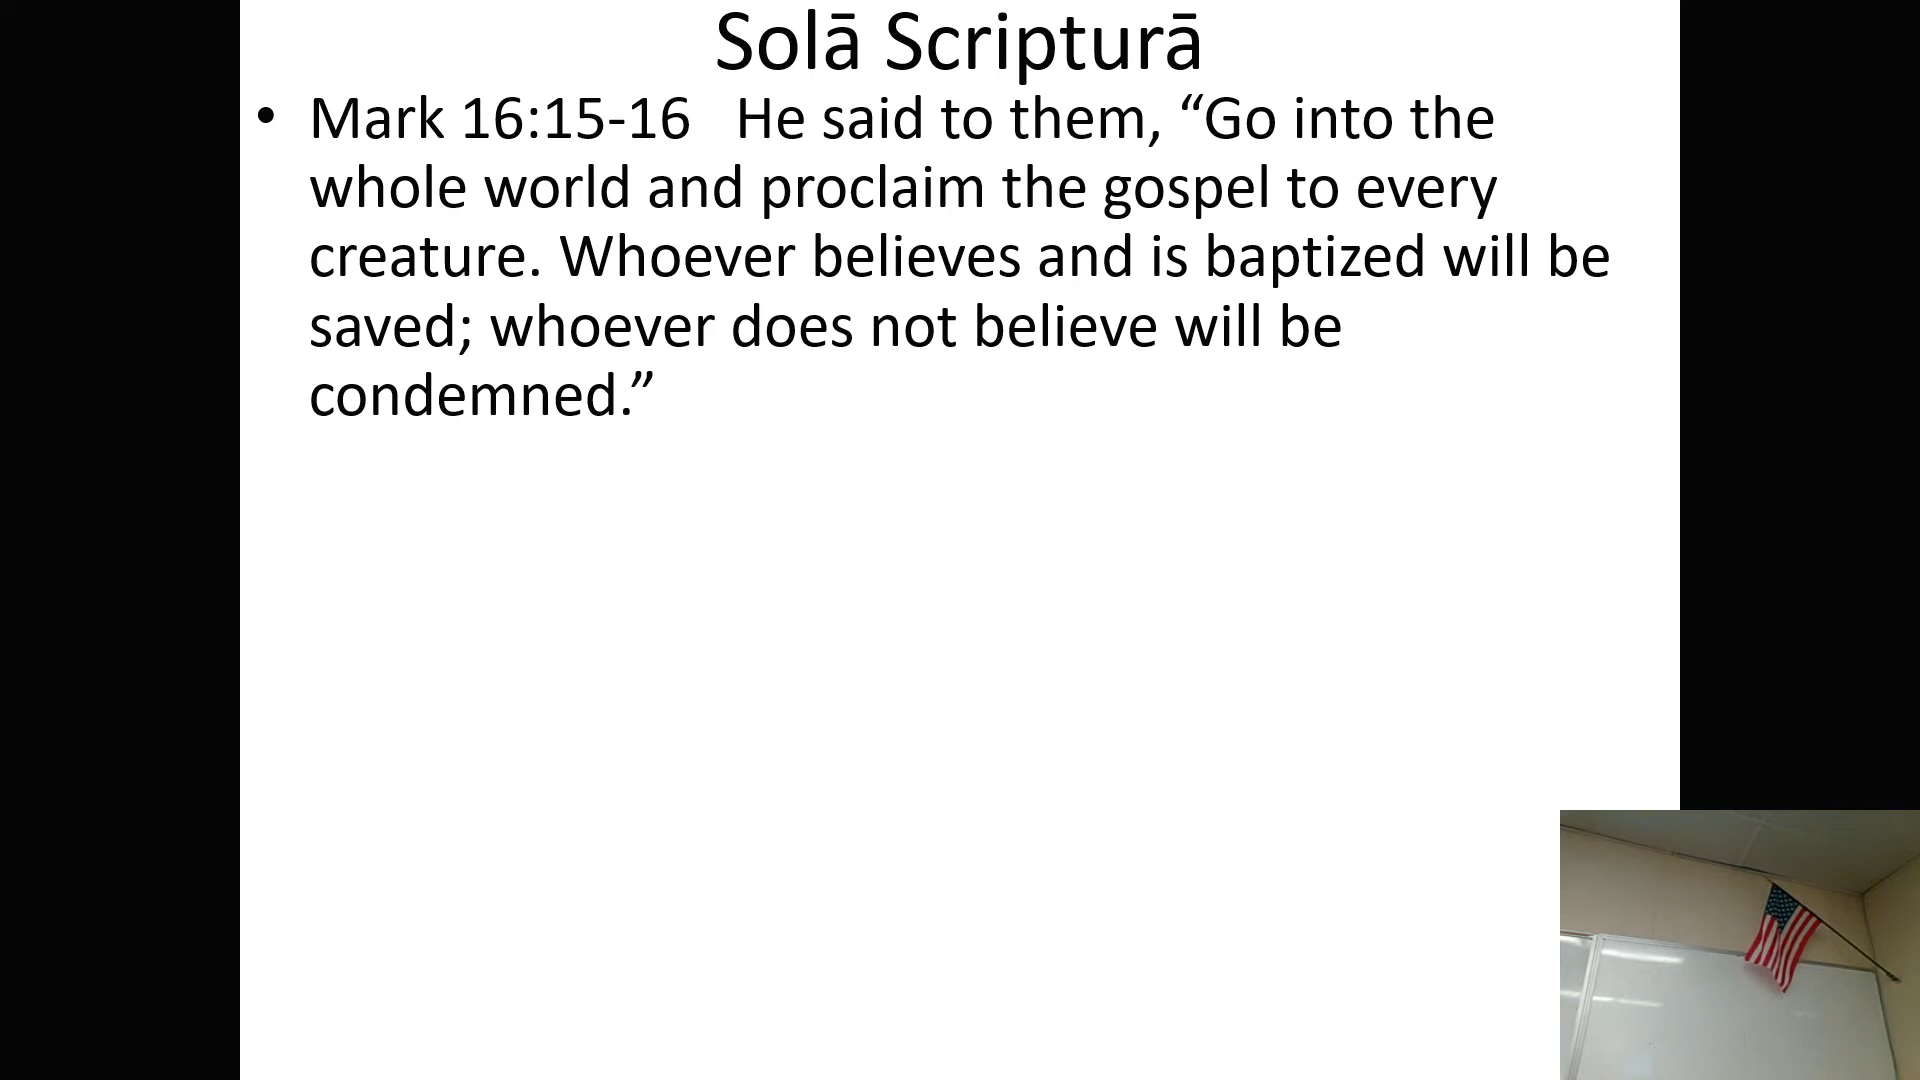 Solā Scripturā
• Mark 16:15-16   He said to them, “Go into the
whole world and proclaim the gospel to every
creature. Whoever believes and is baptized will be
saved; whoever does not believe will be
condemned.”